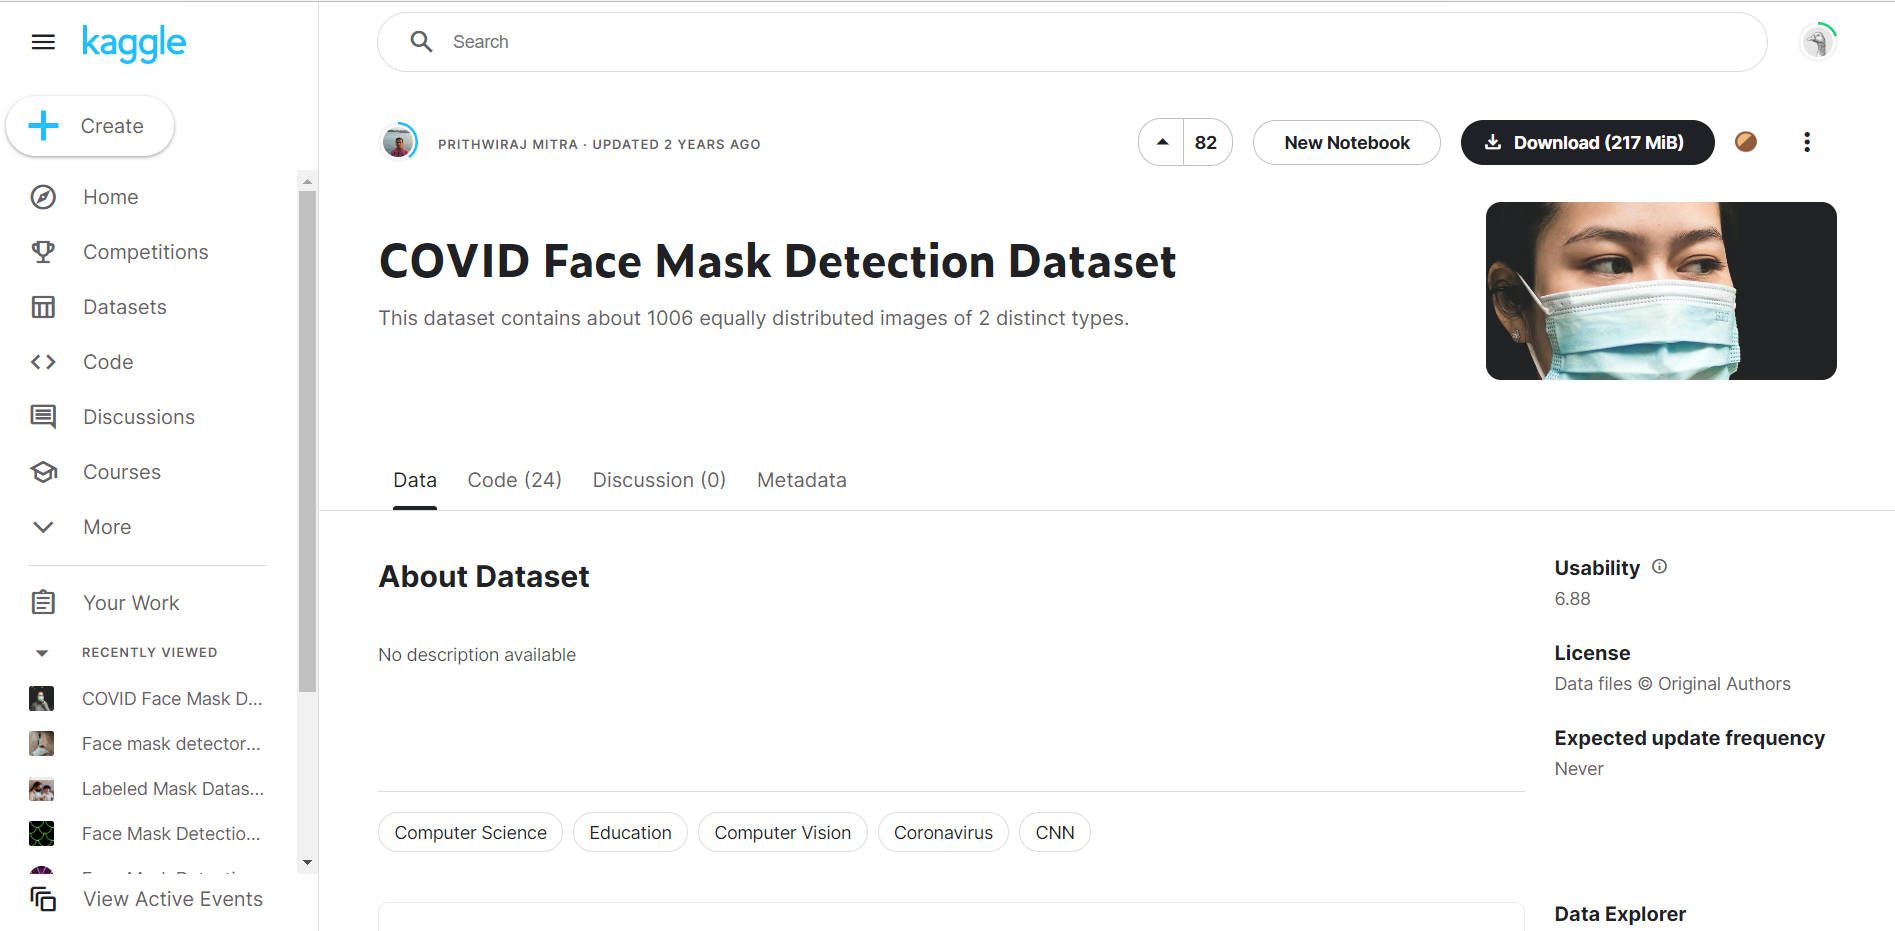 kaggle
Search
Create
Home
Competitions
Datasets
Code
Discussions
Courses
More
Your Work
RECENTLY VIEWED
COVID Face Mask D...
Face mask detector...
Labeled Mask Datas...
Face Mask Detectio...
View Active Events
PRITHWIRAJ MITRA · UPDATED 2 YEARS AGO
82
New Notebook
Download (217 MiB)
COVID Face Mask Detection Dataset
This dataset contains about 1006 equally distributed images of 2 distinct types.
Data
Code (24)
Discussion (0)
Metadata
About Dataset
No description available
Usability
6.88
License
Data files © Original Authors
Expected update frequency
Never
Computer Science
Education
Computer Vision
Coronavirus
CNN
Data Explorer